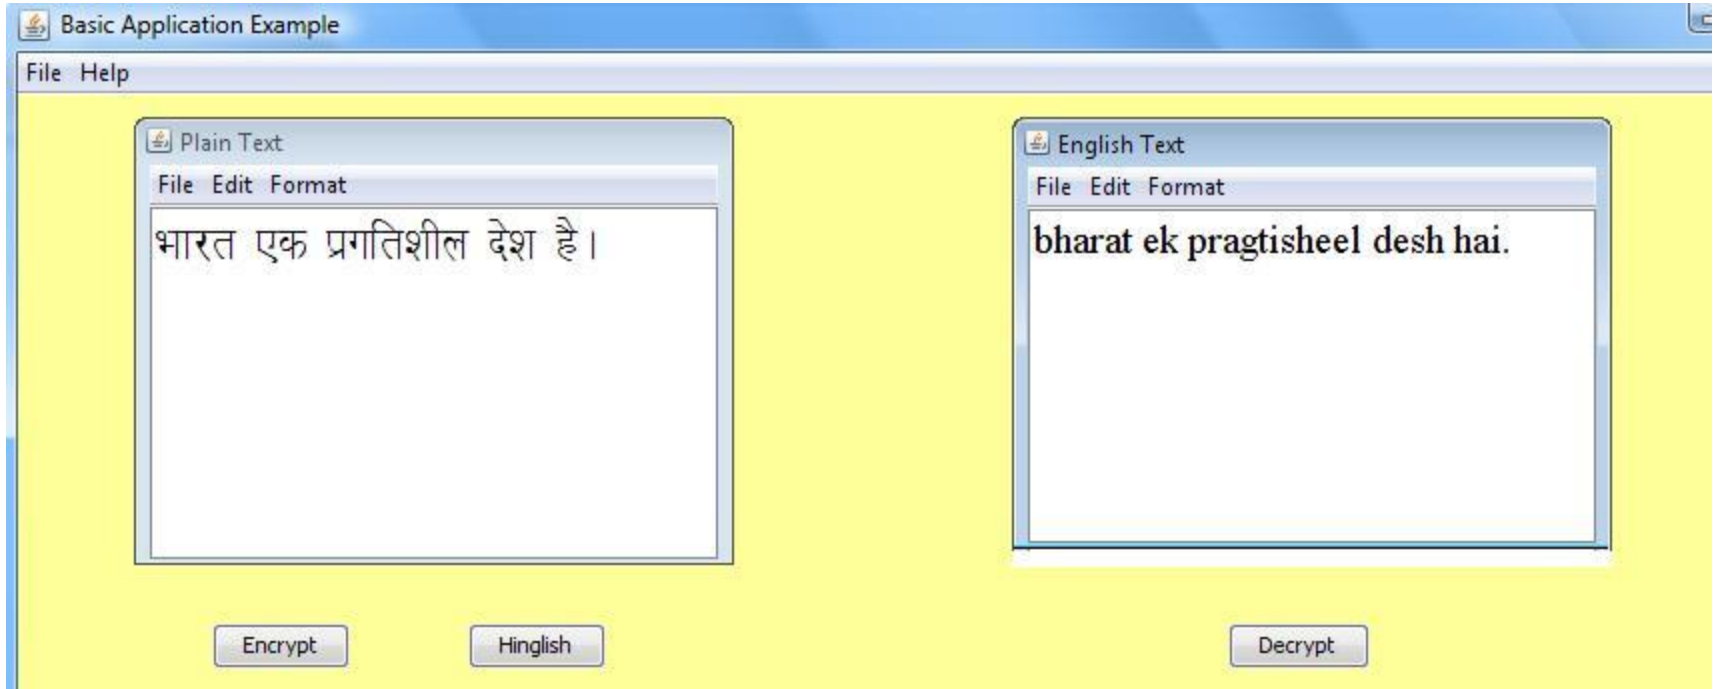 Basic Application Example
File Help
Plain Text
File Edit Format
भारत एक प्रगतिशील देश है।
English Text
File Edit Format
bharat ek pragtisheel desh hai.
Encrypt
Hinglish
Decrypt